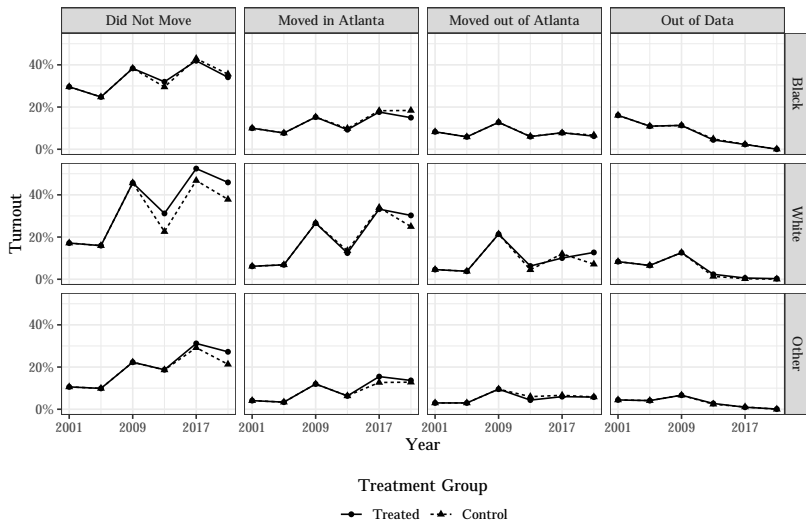 Did Not Move Moved in Atlanta Moved out of Atlanta Out of Data
40%
20%
0%
Black
40%
20%
0%
White
40%
20%
0%
Other
Turnout
2001 2009 2017 2001 2009 2017 2001 2009 2017 2001 2009 2017
Year
Treatment Group
Treated Control